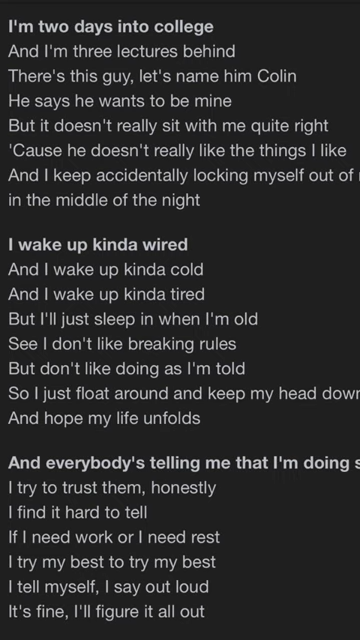 I'm two days into college
And I'm three lectures behind
There's this guy, let's name him Colin
He says he wants to be mine
But it doesn't really sit with me quite right
'Cause he doesn't really like the things I like
And I keep accidentally locking myself out of
in the middle of the night
I wake up kinda wired
And I wake up kinda cold
And I wake up kinda tired
But I'll just sleep in when I'm old
See I don't like breaking rules
But don't like doing as I'm told
So I just float around and keep my head down
And hope my life unfolds
And everybody's telling me that I'm doing
I try to trust them, honestly
I find it hard to tell
If I need work or I need rest
I try my best to try my best
I tell myself, I say out loud
It's fine, I'll figure it all out